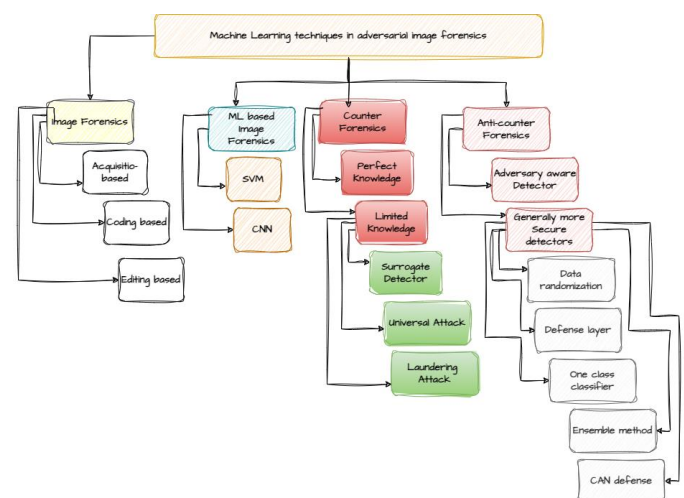 Machine Learning techniques in adversarial image forensics
Image Forensics
ML based
Image
Forensics
Counter
Forensics
Anti-counter
Forensics
Acquisitio-
based
SVM
Perfect
Knowledge
Adversary aware
Detector
Coding based
CNN
Limited
Knowledge
Generally more
Secure
detectors
Editing based
Surrogate
Detector
Data
randomization
Universal Attack
Defense layer
Laundering
Attack
One class
classifier
Ensemble method
CAN defense